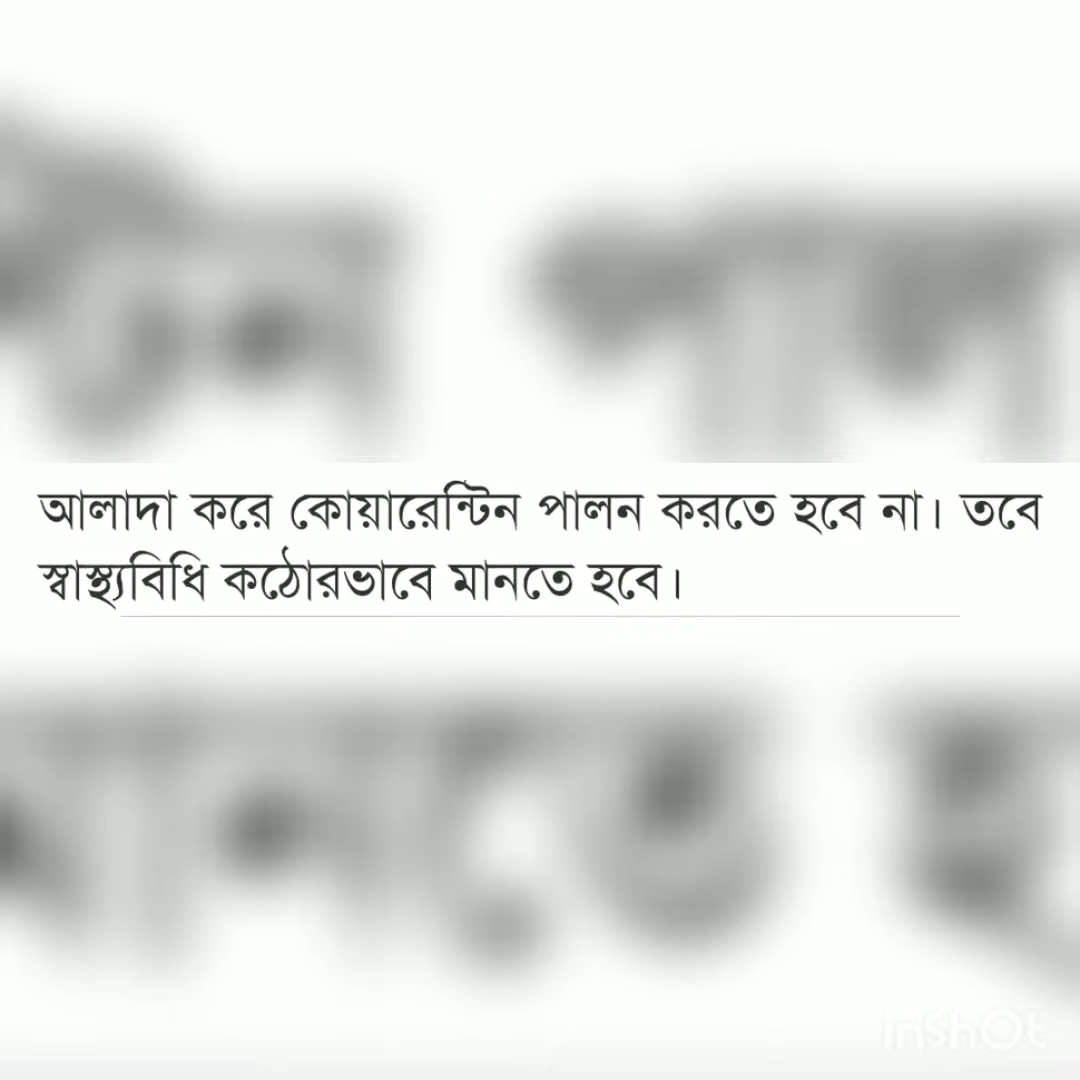 আলাদা করে কোয়ারেন্টিন পালন করতে হবে না। তবে
স্বাস্থ্যবিধি কঠোরভাবে মানতে হবে।
InShOt